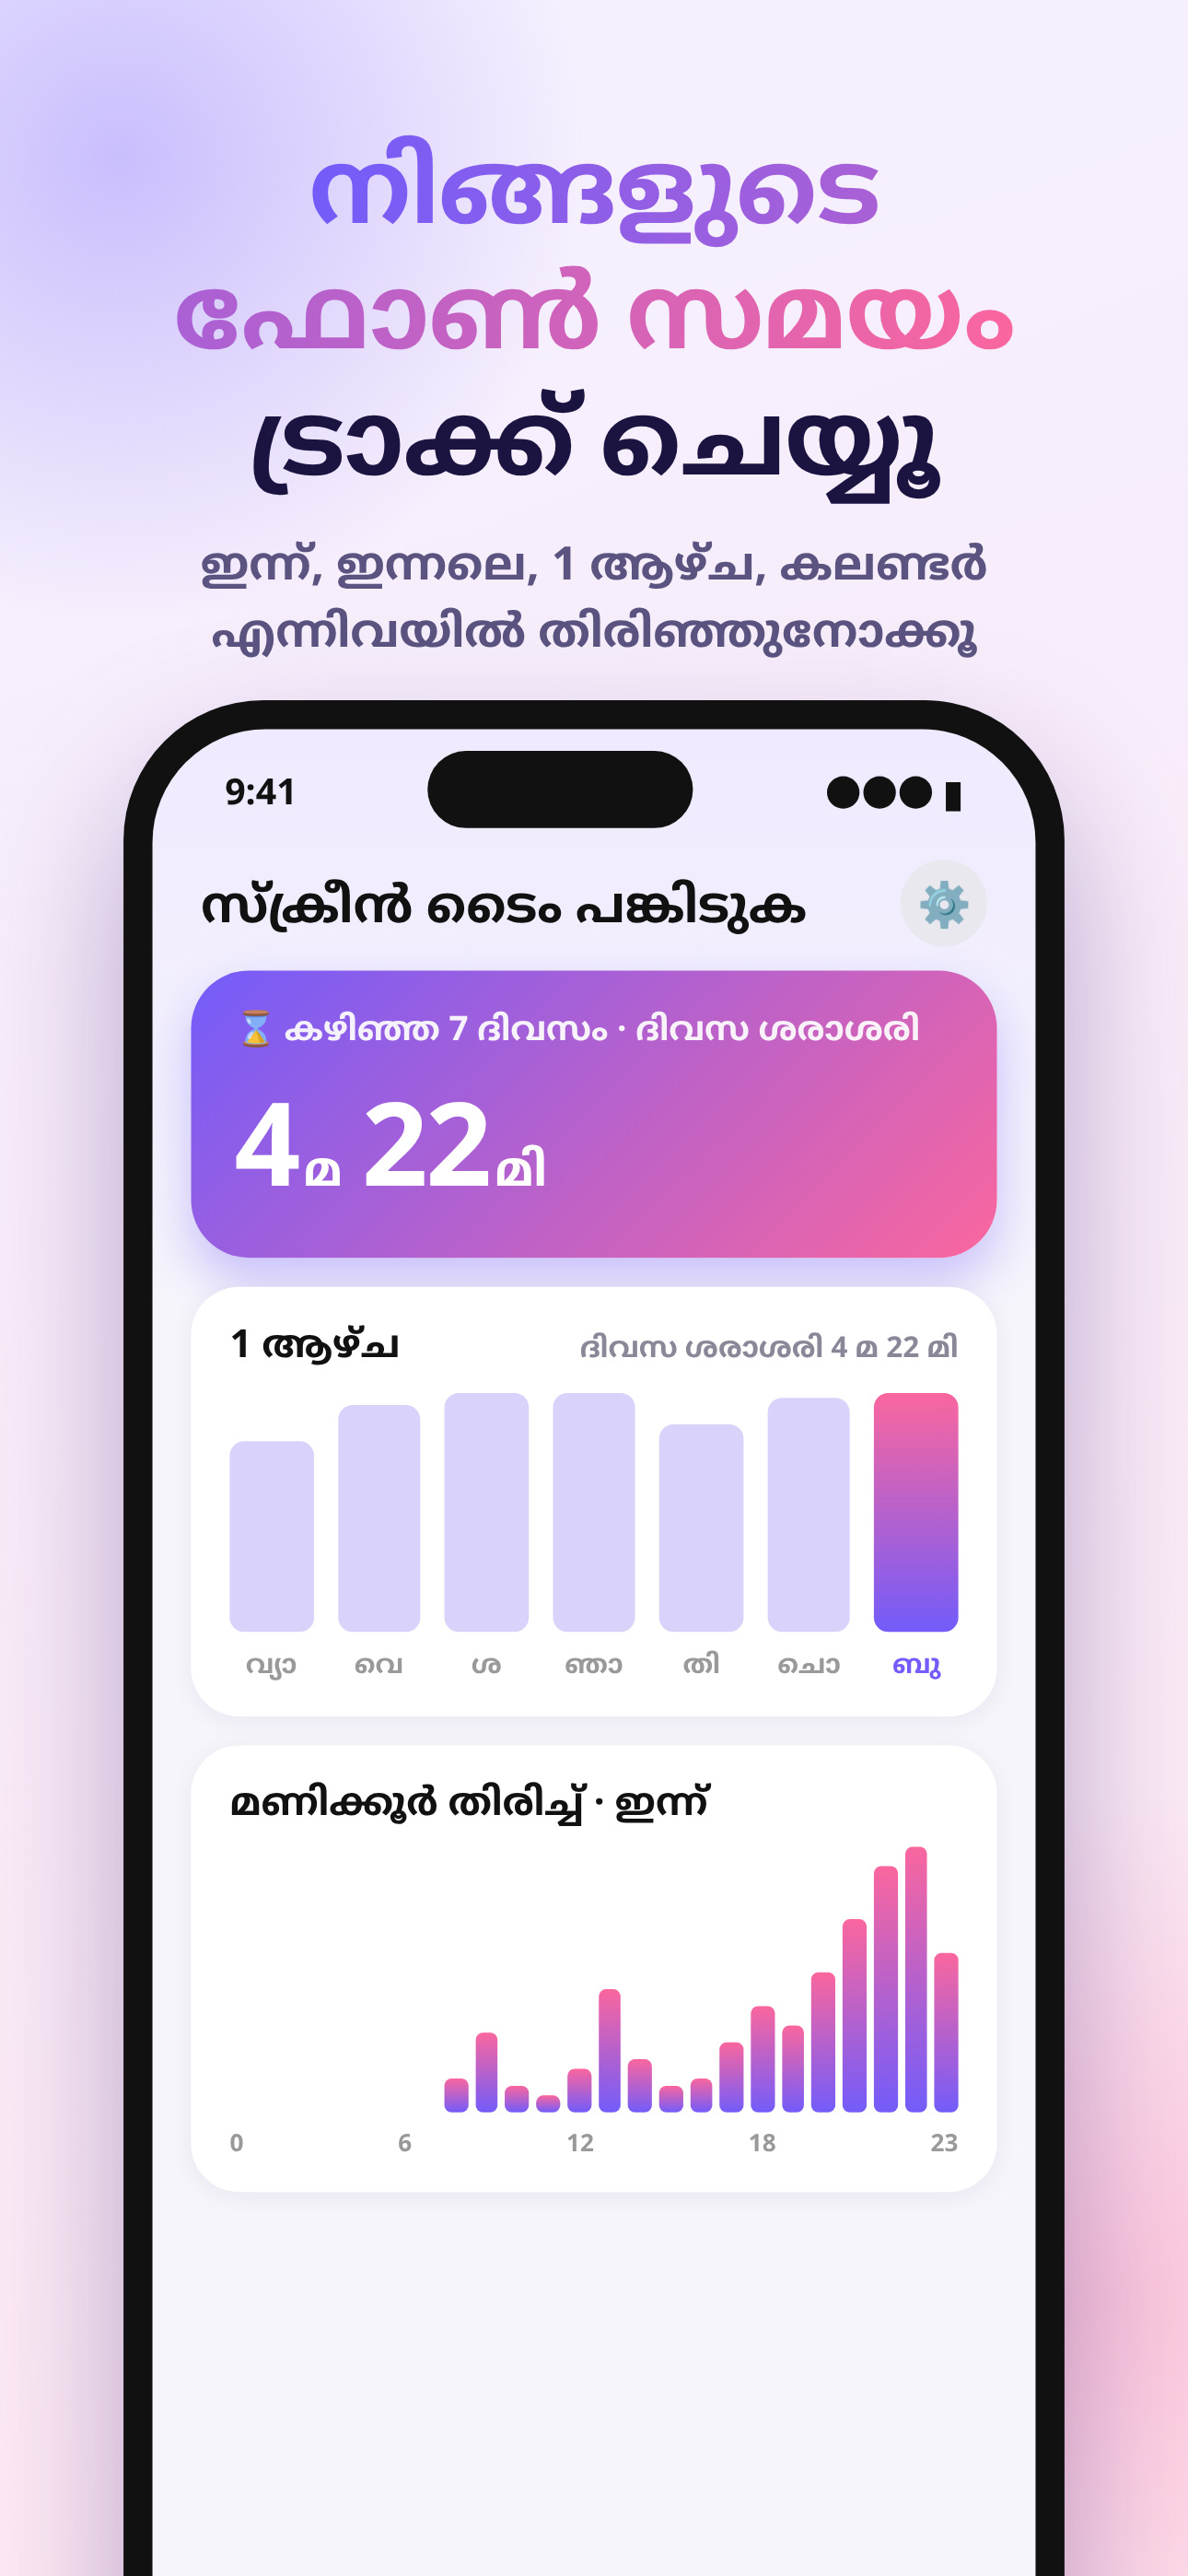 നിങ്ങളുടെ
ഫോൺ സമയം
ട്രാക്ക് ചെയ്യൂ
ഇന്ന്, ഇന്നലെ, 1 ആഴ്ച, കലണ്ടർ
എന്നിവയിൽ തിരിഞ്ഞുനോക്കൂ
9:41
സ്ക്രീൻ ടൈം പങ്കിടുക
⌛ കഴിഞ്ഞ 7 ദിവസം · ദിവസ ശരാശരി
4മ 22മി
1 ആഴ്ച ദിവസ ശരാശരി 4 മ 22 മി
വ്യാ വെ ശ ഞാ തി ചൊ ബു
മണിക്കൂർ തിരിച്ച് · ഇന്ന്
0 6 12 18 23